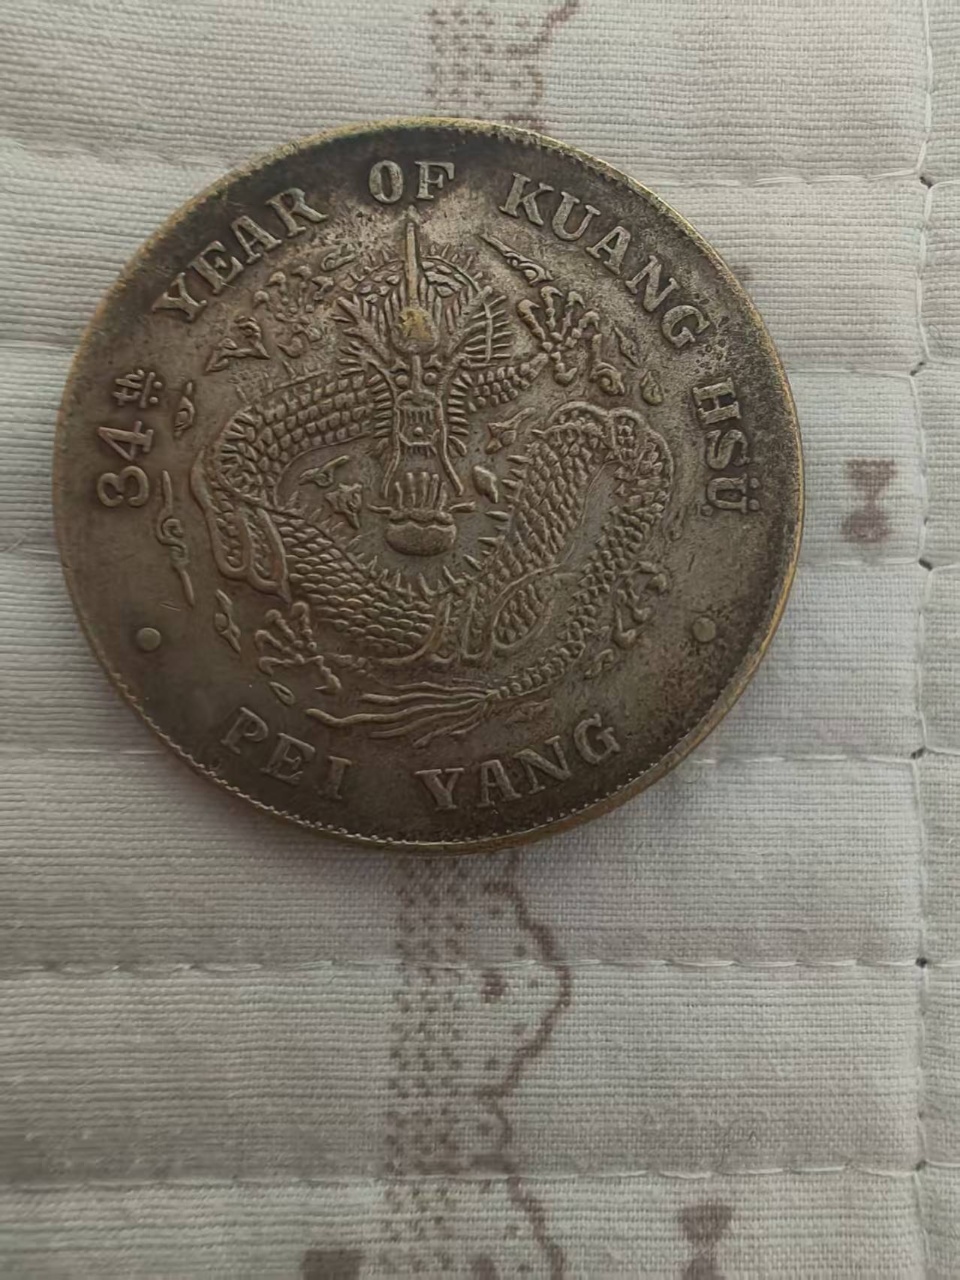 34th YEAR OF KUANG HSÜ
PEI YANG